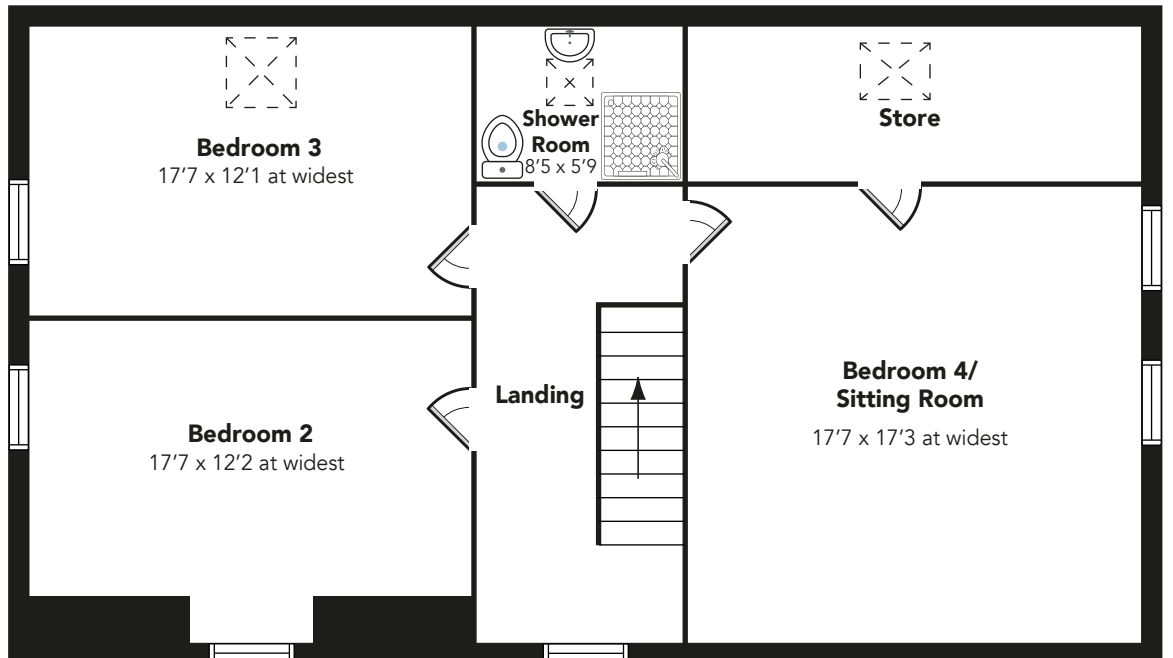 Bedroom 3
17’7 x 12’1 at widest
Shower
Room
8’5 x 5’9
Store
Bedroom 2
17’7 x 12’2 at widest
Landing
Bedroom 4/
Sitting Room
17’7 x 17’3 at widest